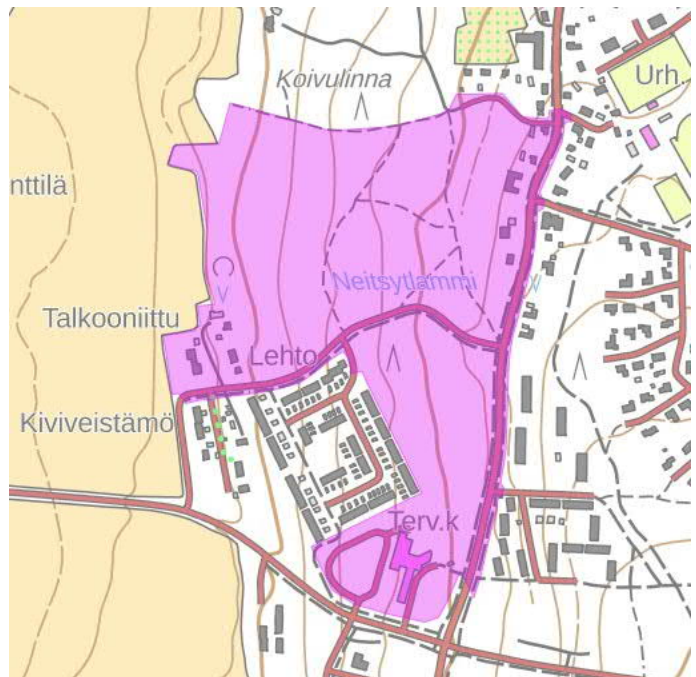 Koivulinna
Urh.
nttilä
Neitsytlammi
Talkooniittu
Lehto
Kiviveistämö
Terv.k